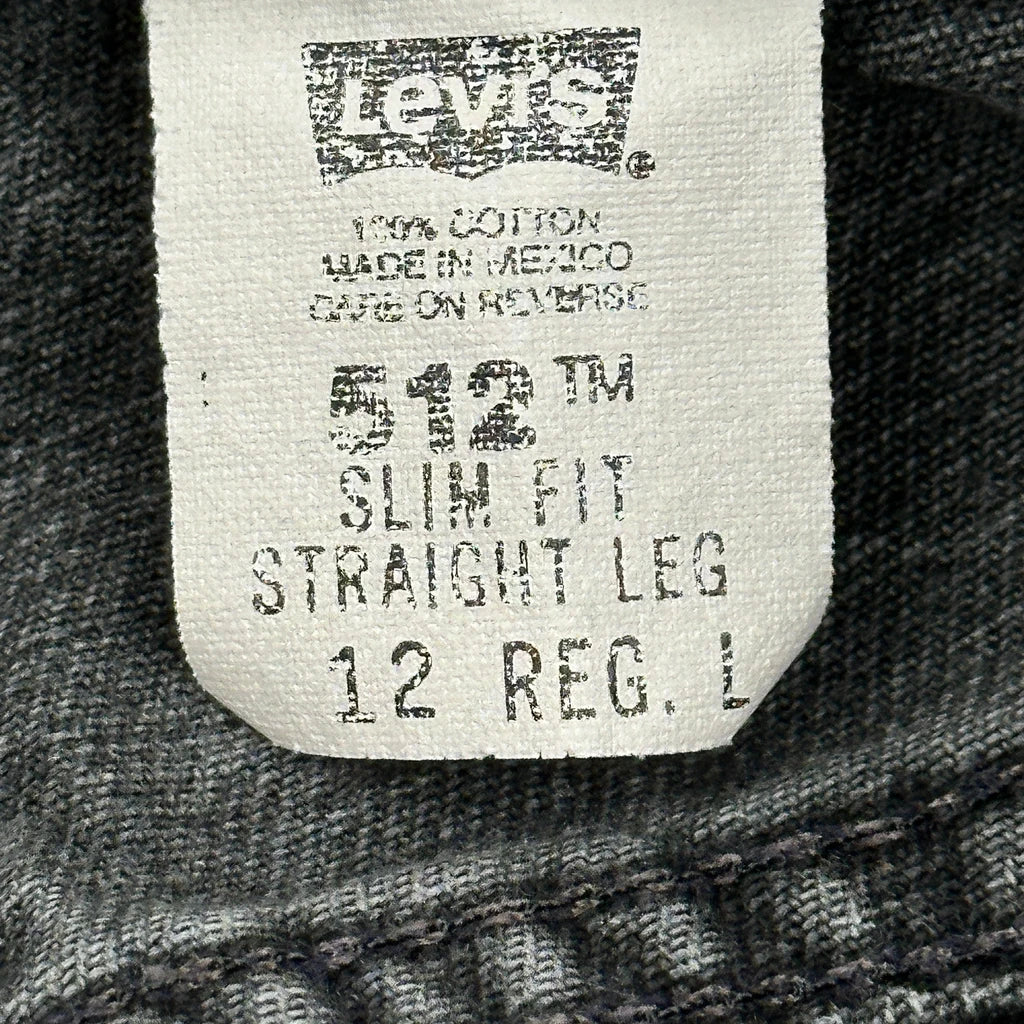 Levi's®
100% COTTON
MADE IN MEXICO
CARE ON REVERSE
512™
SLIM FIT
STRAIGHT LEG
12 REG. L